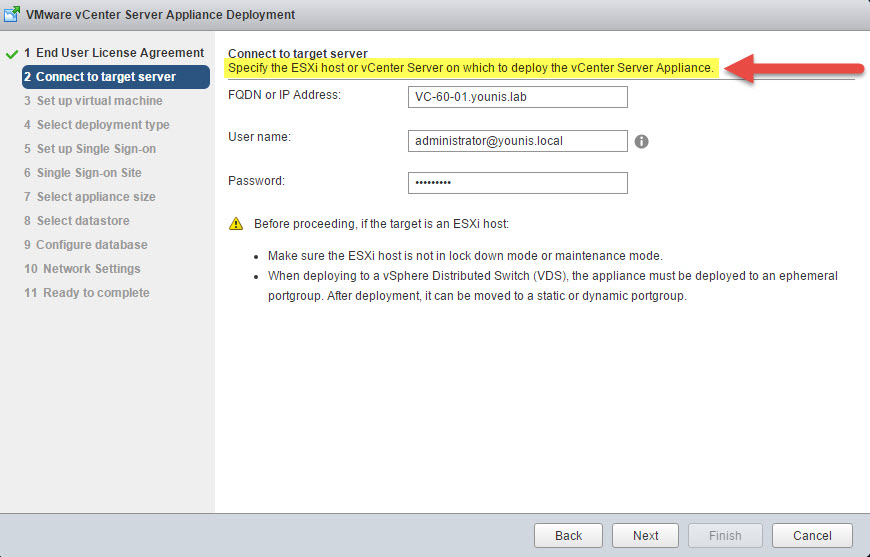 VMware vCenter Server Appliance Deployment
1 End User License Agreement
2 Connect to target server
3 Set up virtual machine
4 Select deployment type
5 Set up Single Sign-on
6 Single Sign-on Site
7 Select appliance size
8 Select datastore
9 Configure database
10 Network Settings
11 Ready to complete
Connect to target server
Specify the ESXi host or vCenter Server on which to deploy the vCenter Server Appliance.
FQDN or IP Address:
VC-60-01.younis.lab
User name:
administrator@younis.local
Password:
•••••••••
Before proceeding, if the target is an ESXi host:
• Make sure the ESXi host is not in lock down mode or maintenance mode.
• When deploying to a vSphere Distributed Switch (VDS), the appliance must be deployed to an ephemeral
portgroup. After deployment, it can be moved to a static or dynamic portgroup.
Back
Next
Finish
Cancel